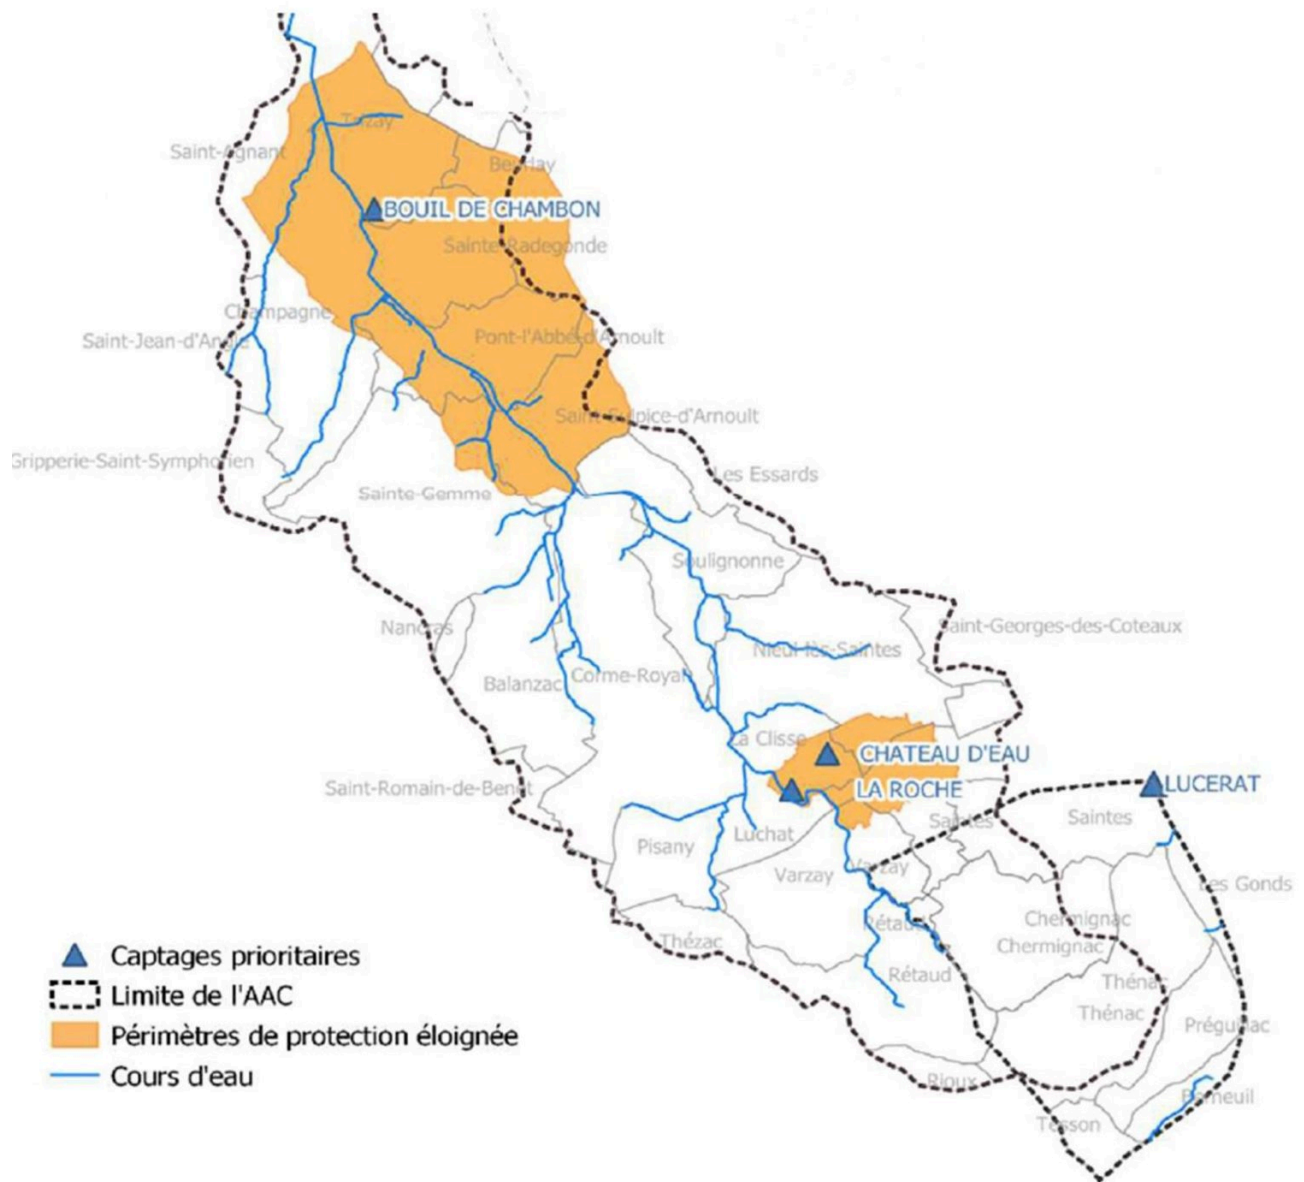 Trizay
Saint-Agnant
Beurlay
BOUIL DE CHAMBON
Sainte-Radegonde
Champagne
Saint-Jean-d'Angle
Pont-l'Abbé-d'Arnoult
Saint-Sulpice-d'Arnoult
Gripperie-Saint-Symphorien
Les Essards
Sainte-Gemme
Soulignonne
Nancras
Saint-Georges-des-Coteaux
Nieul-lès-Saintes
Balanzac
Corme-Royal
La Clisse
CHATEAU D'EAU
Saint-Romain-de-Benet
LA ROCHE
LUCERAT
Saintes
Saintes
Luchat
Pisany
Varzay
Varzay
Les Gonds
Chermignac
Rétaud
Thézac
Chermignac
Rétaud
Thénac
Thénac
Préguillac
Rioux
Berneuil
Tesson
Captages prioritaires
Limite de l'AAC
Périmètres de protection éloignée
Cours d'eau